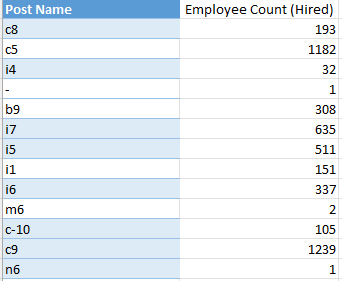 Post Name Employee Count (Hired)
c8 193
c5 1182
i4 32
- 1
b9 308
i7 635
i5 511
i1 151
i6 337
m6 2
c-10 105
c9 1239
n6 1